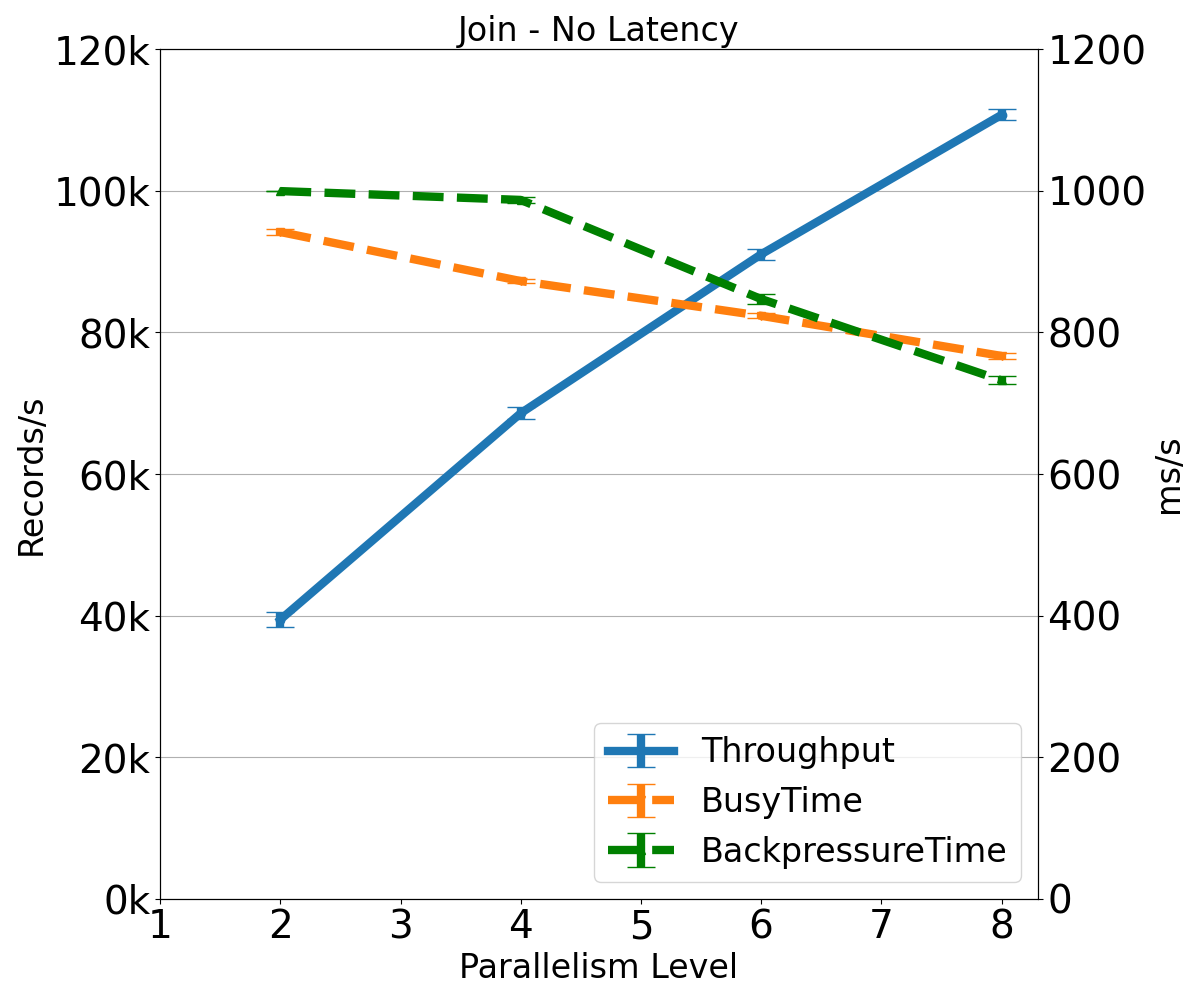 Join - No Latency
120k
100k
80k
60k
40k
20k
0k
Records/s
1200
1000
800
600
400
200
0
ms/s
1 2 3 4 5 6 7 8
Parallelism Level
Throughput
BusyTime
BackpressureTime